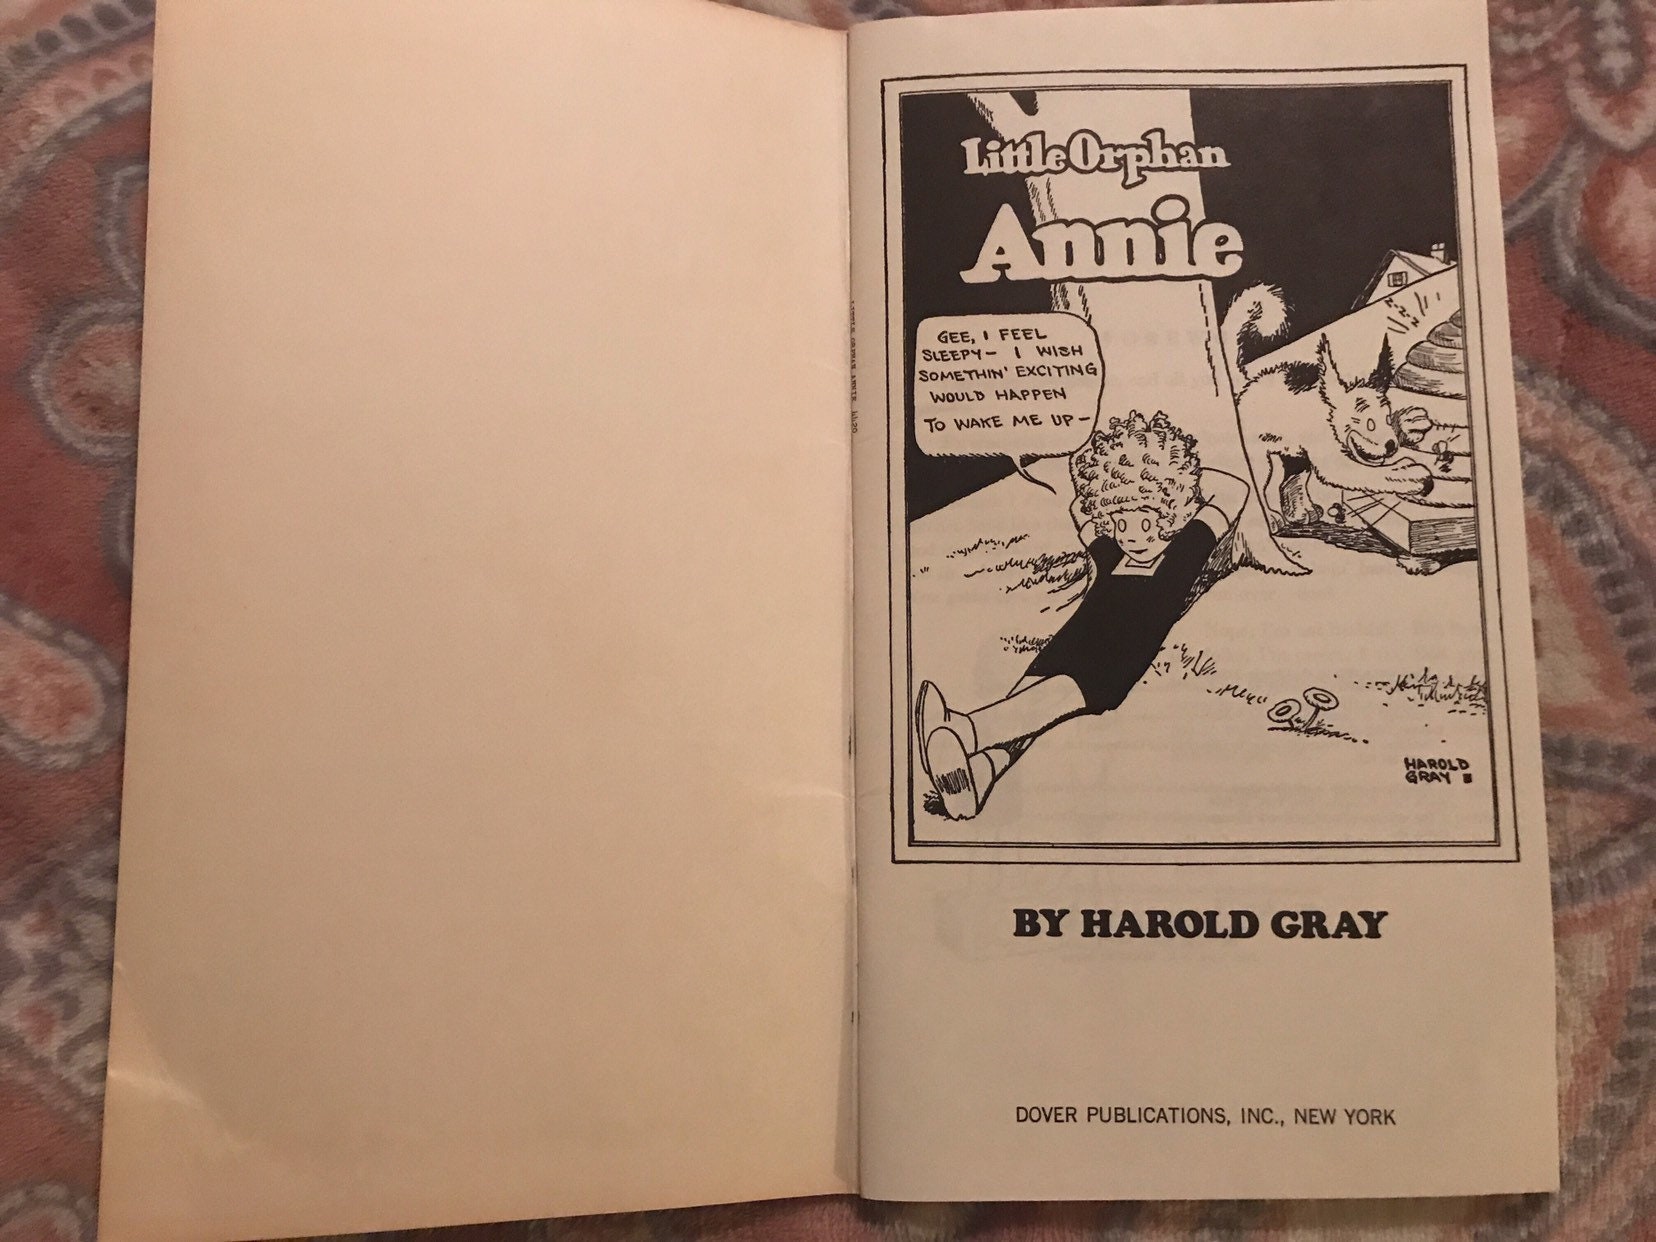 Little Orphan
Annie
GEE, I FEEL
SLEEPY– I WISH
SOMETHIN' EXCITING
WOULD HAPPEN
TO WAKE ME UP–
Z-Z-Z
HAROLD
GRAY
BY HAROLD GRAY
DOVER PUBLICATIONS, INC., NEW YORK